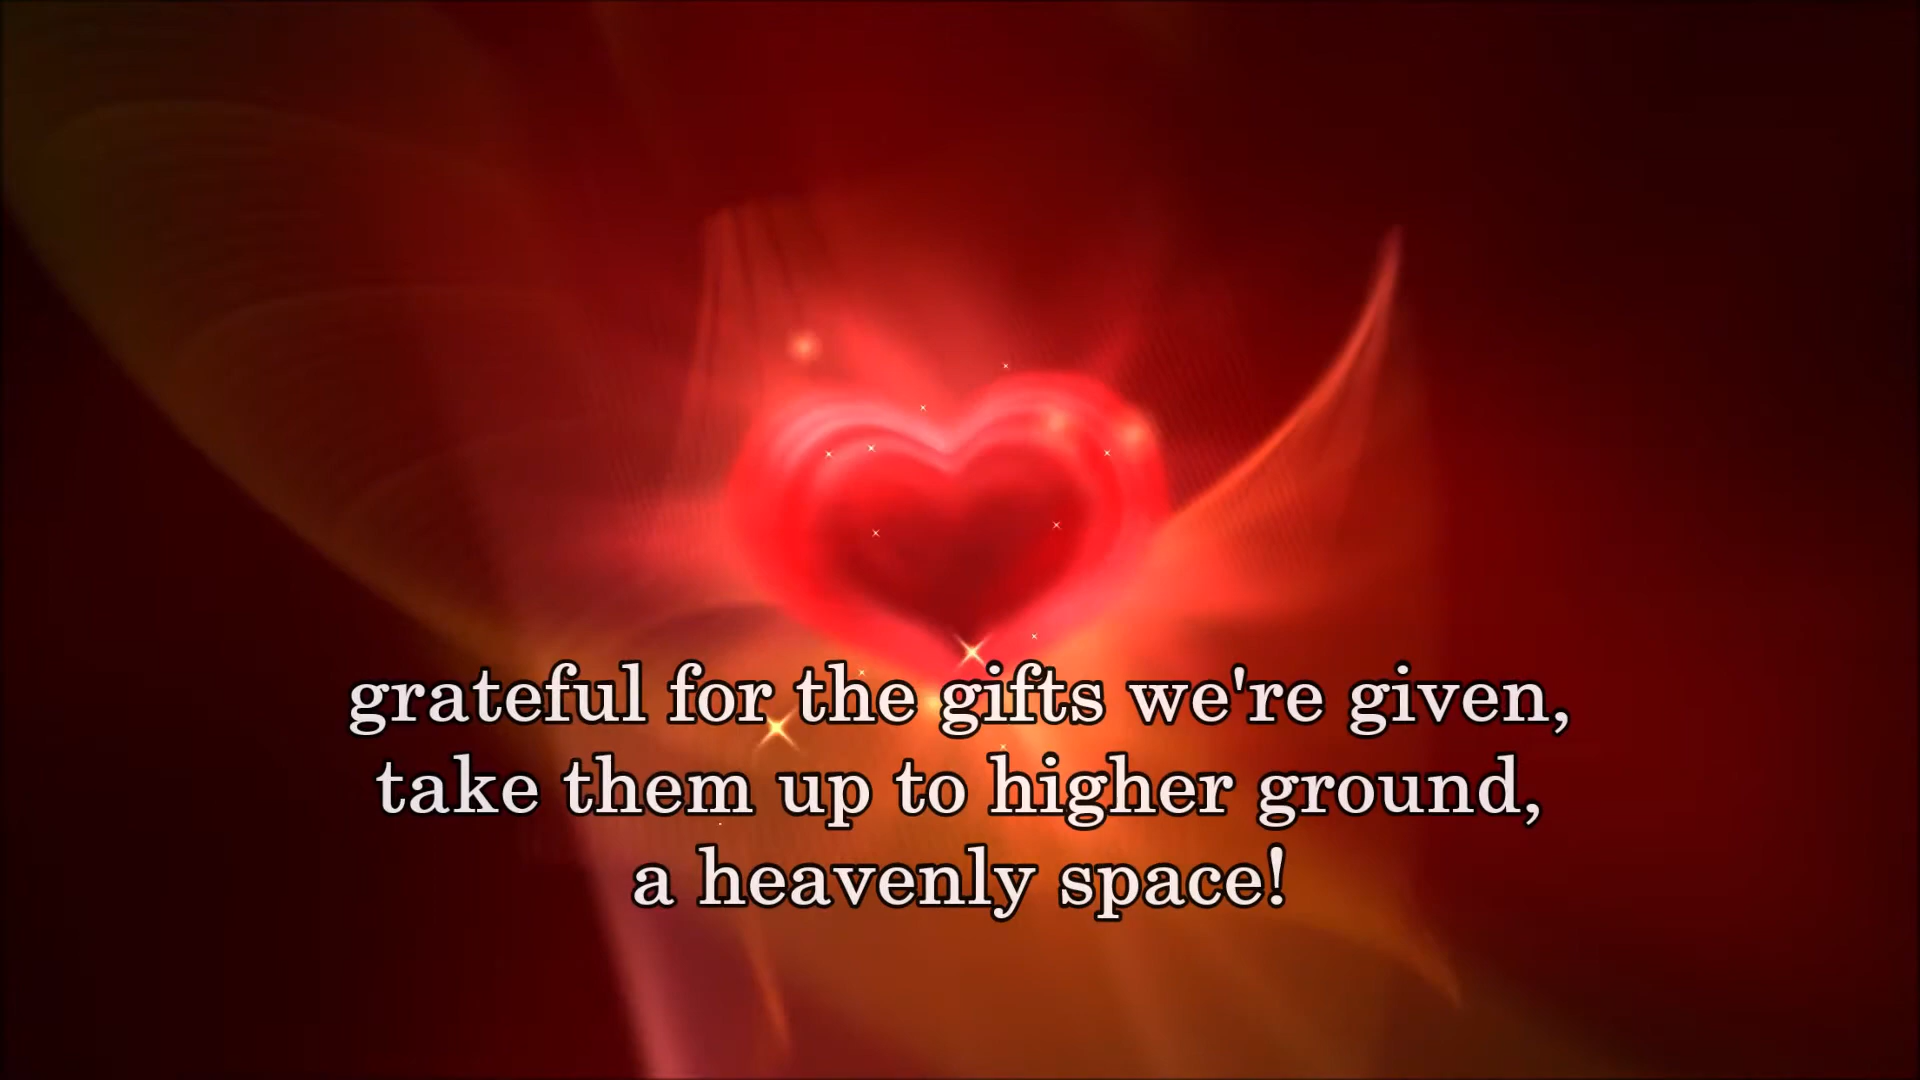 grateful for the gifts we're given,
take them up to higher ground,
a heavenly space!